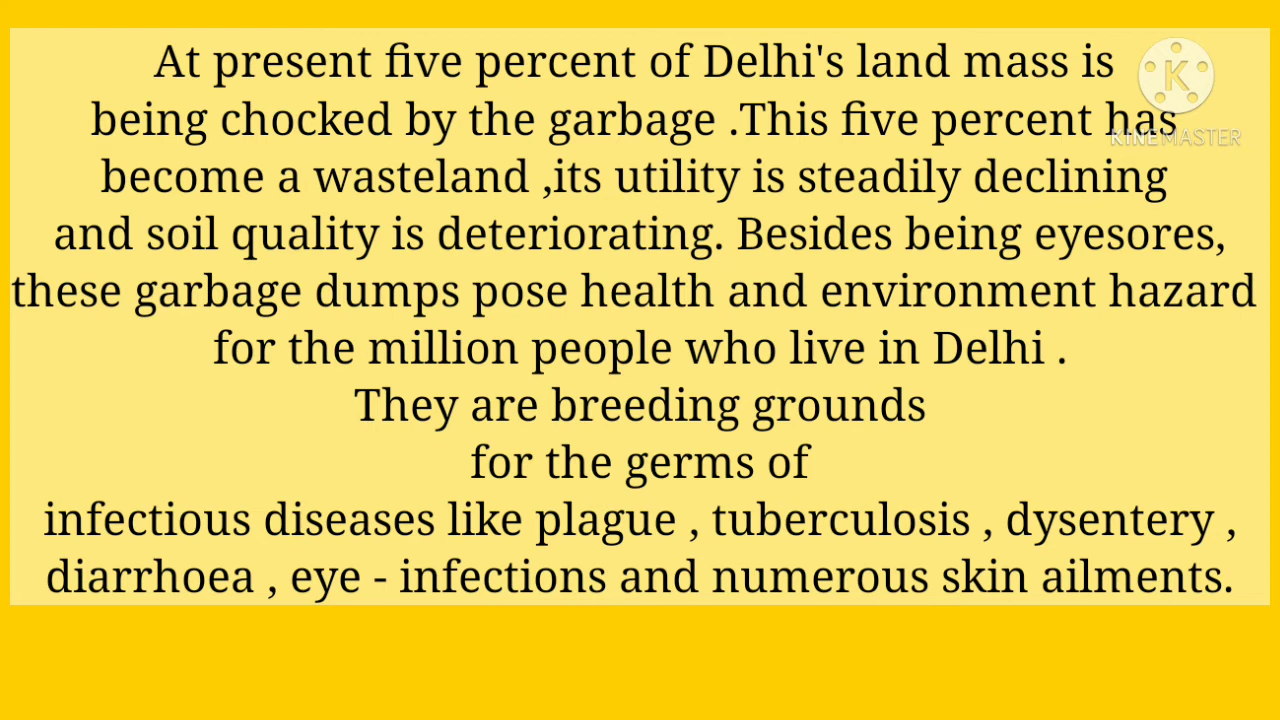 At present five percent of Delhi's land mass is
being chocked by the garbage .This five percent has
become a wasteland ,its utility is steadily declining
and soil quality is deteriorating. Besides being eyesores,
these garbage dumps pose health and environment hazard
for the million people who live in Delhi .
They are breeding grounds
for the germs of
infectious diseases like plague , tuberculosis , dysentery ,
diarrhoea , eye - infections and numerous skin ailments.
K
KINEMASTER